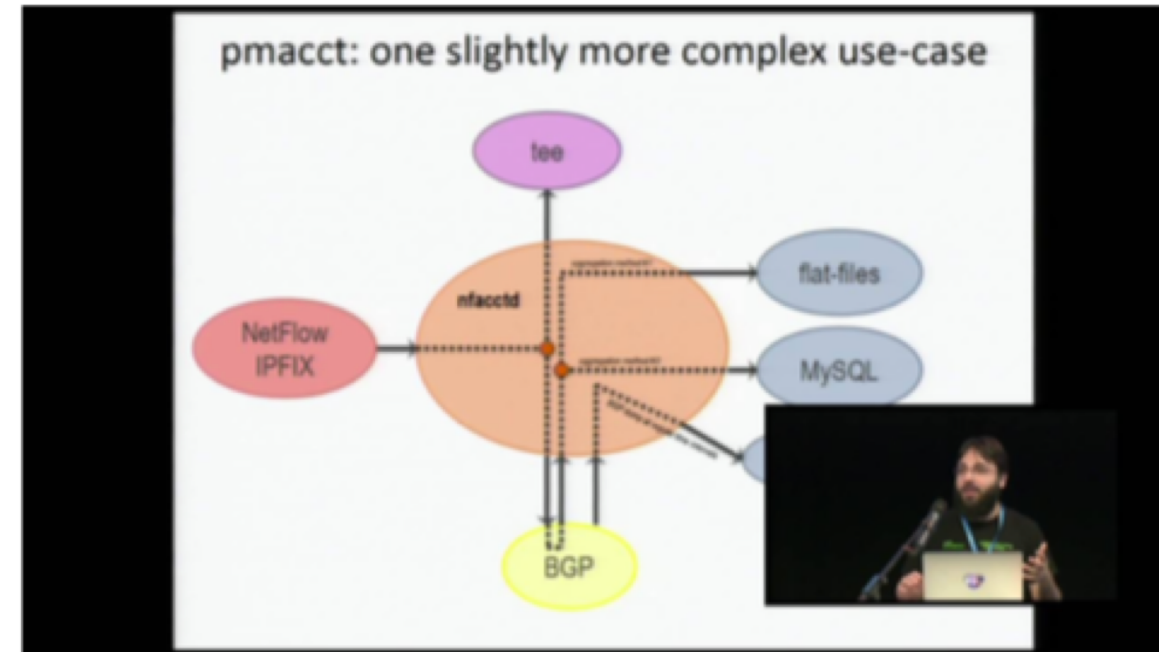 pmacct: one slightly more complex use-case
tee
flat-files
nfacctd
NetFlow
IPFIX
MySQL
BGP